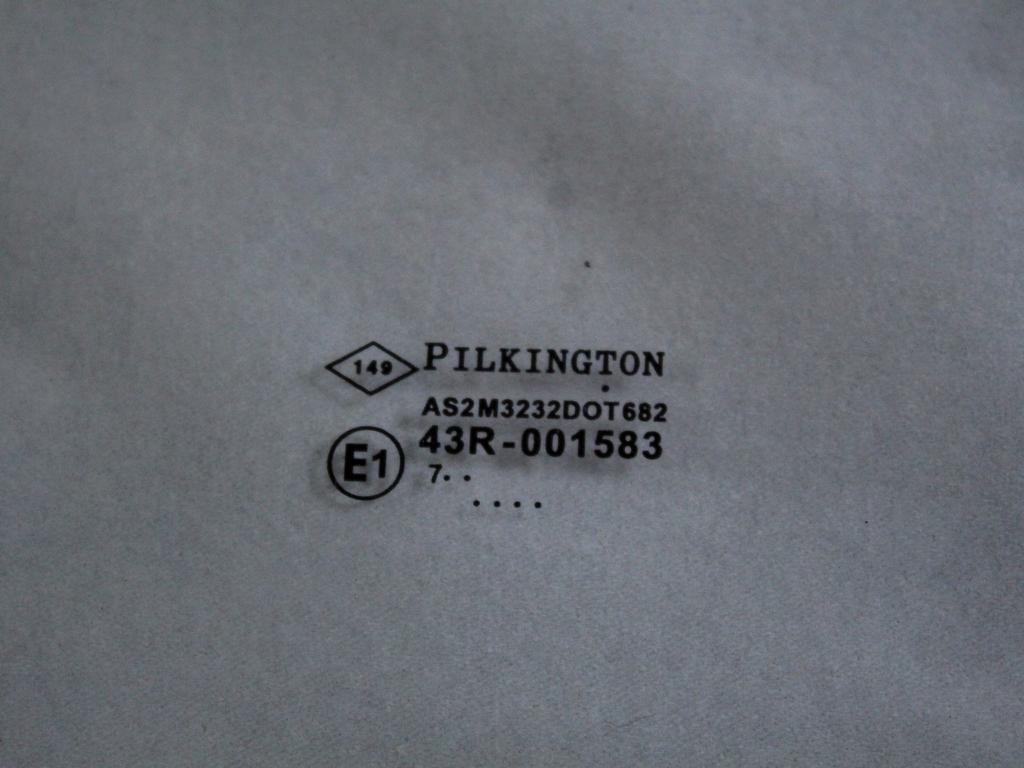 149 PILKINGTON
AS2M3232DOT682
E1 43R-001583
7. .
. . . .